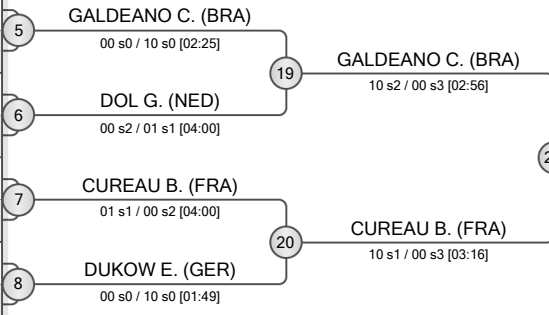 GALDEANO C. (BRA)
5
00 s0 / 10 s0 [02:25]
19
GALDEANO C. (BRA)
10 s2 / 00 s3 [02:56]
DOL G. (NED)
6
00 s2 / 01 s1 [04:00]
CUREAU B. (FRA)
7
01 s1 / 00 s2 [04:00]
20
CUREAU B. (FRA)
10 s1 / 00 s3 [03:16]
DUKOW E. (GER)
8
00 s0 / 10 s0 [01:49]